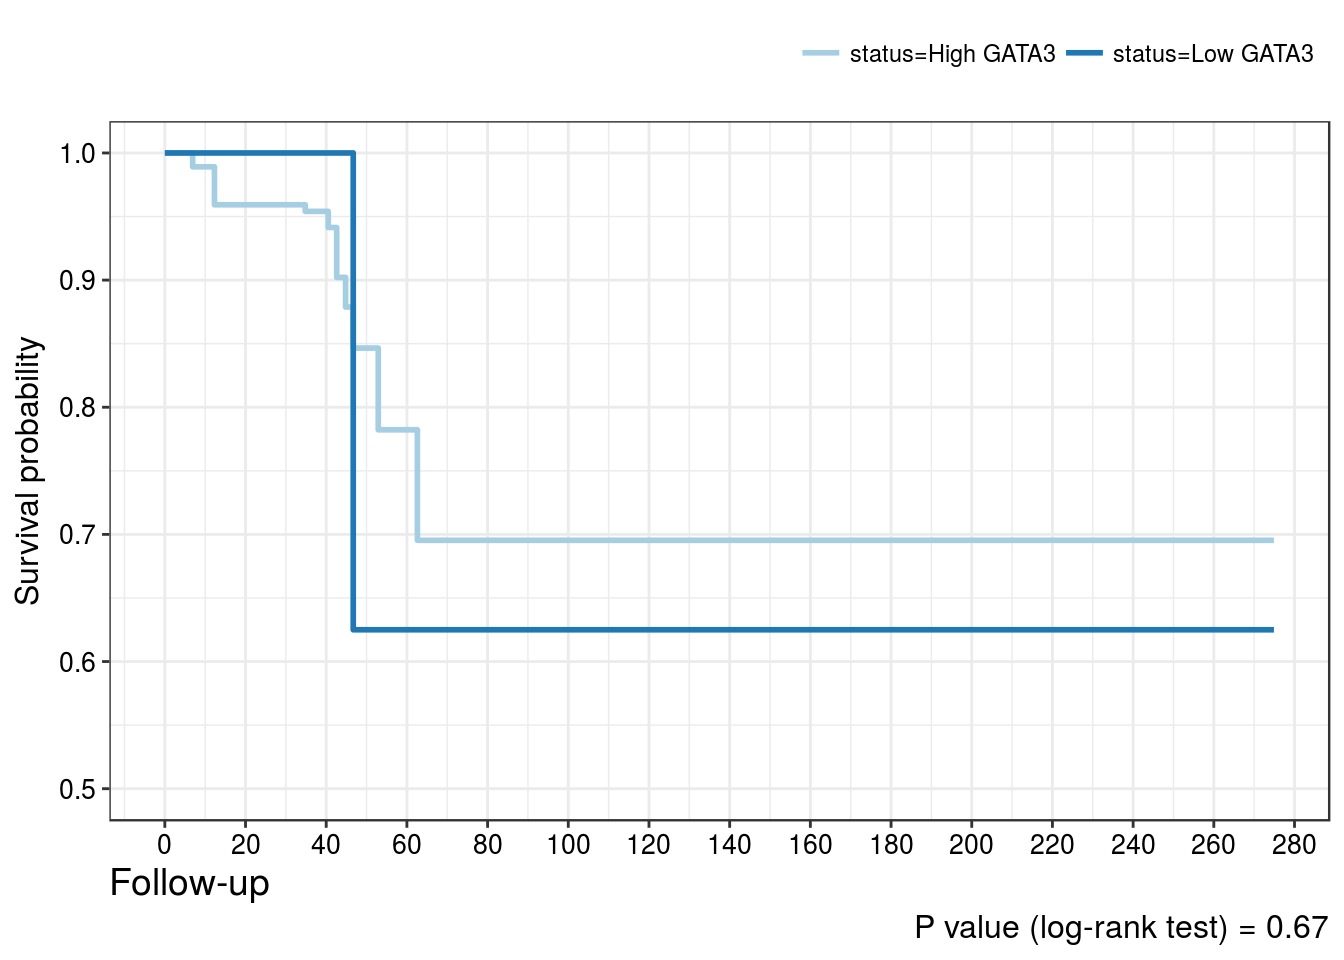 status=High GATA3 status=Low GATA3
1.0
0.9
0.8
0.7
0.6
0.5
Survival probability
0 20 40 60 80 100 120 140 160 180 200 220 240 260 280
Follow-up
P value (log-rank test) = 0.67